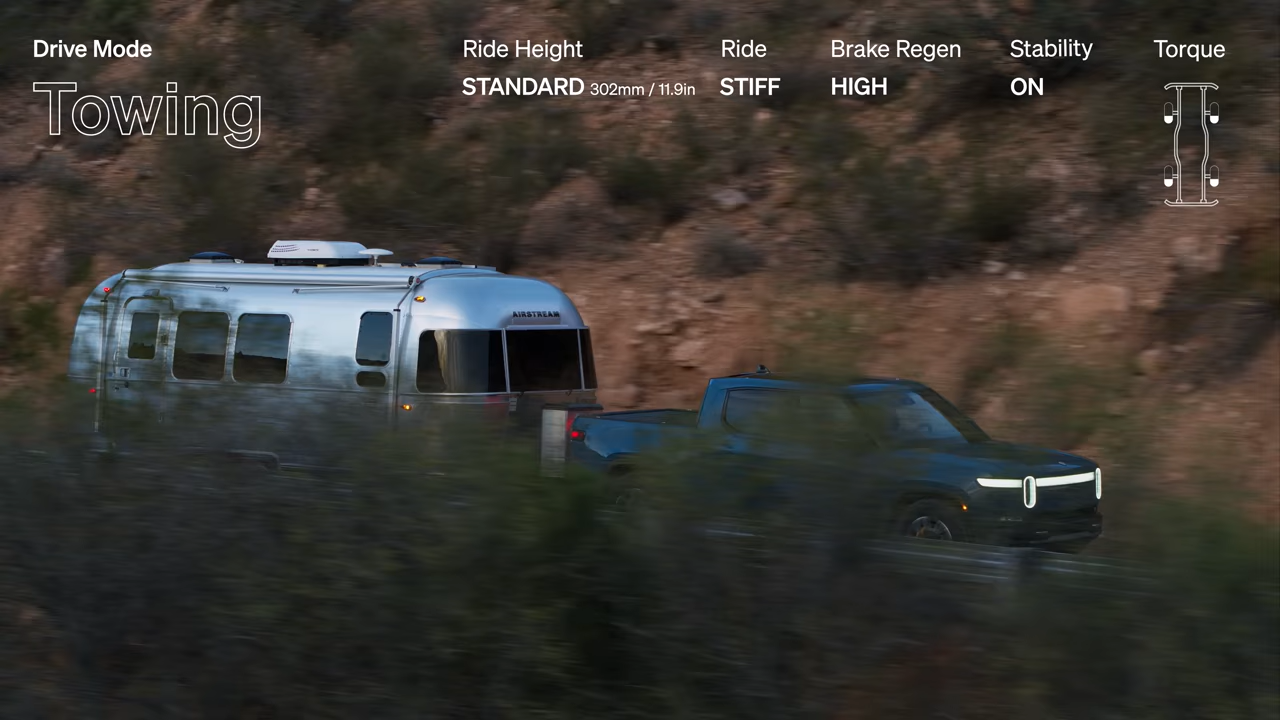 Drive Mode
Towing
Ride Height
STANDARD 302mm / 11.9in
Ride
STIFF
Brake Regen
HIGH
Stability
ON
Torque
AIRSTREAM